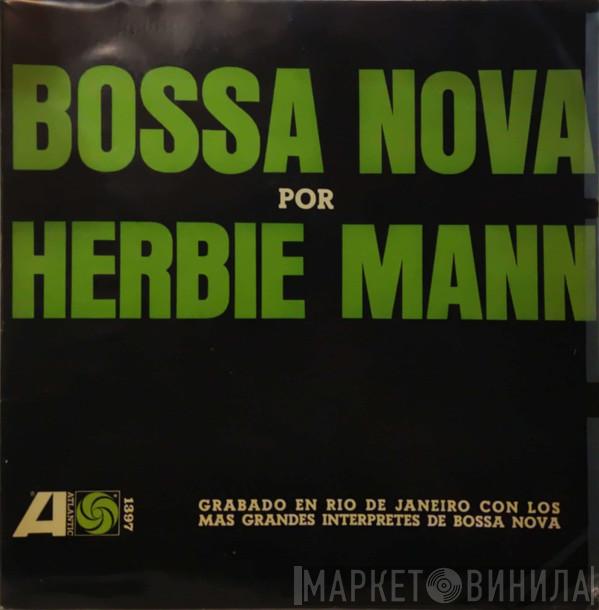 BOSSA NOVA
POR
HERBIE MANN
ATLANTIC
1397
GRABADO EN RIO DE JANEIRO CON LOS
MAS GRANDES INTERPRETES DE BOSSA NOVA
МАРКЕТ ВИНИЛА